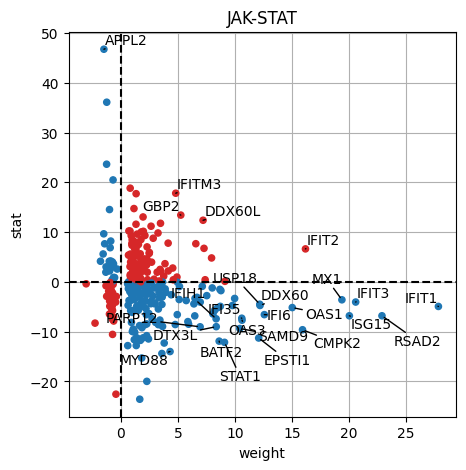 JAK-STAT
APPL2
IFITM3
GBP2
DDX60L
IFIT2
USP18
MX1
IFIH1
DDX60
IFIT3
IFIT1
IFI35
IFI6
OAS1
PARP12
ISG15
DTX3L
OAS3
SAMD9
CMPK2
RSAD2
MYD88
BATF2
EPSTI1
STAT1
50
40
30
20
10
0
−10
−20
0
5
10
15
20
25
stat
weight